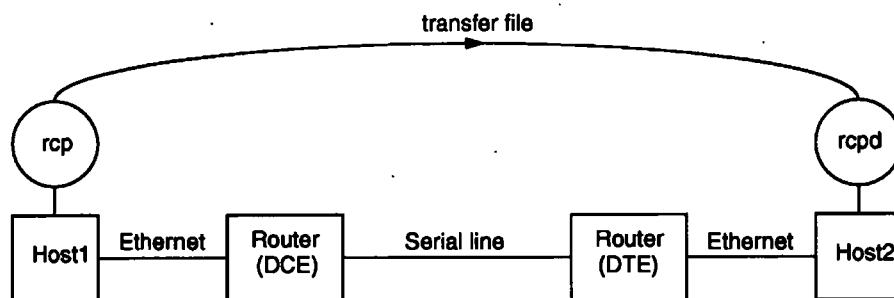 transfer file
rcp
rcpd
Host1
Ethernet
Router
(DCE)
Serial line
Router
(DTE)
Ethernet
Host2